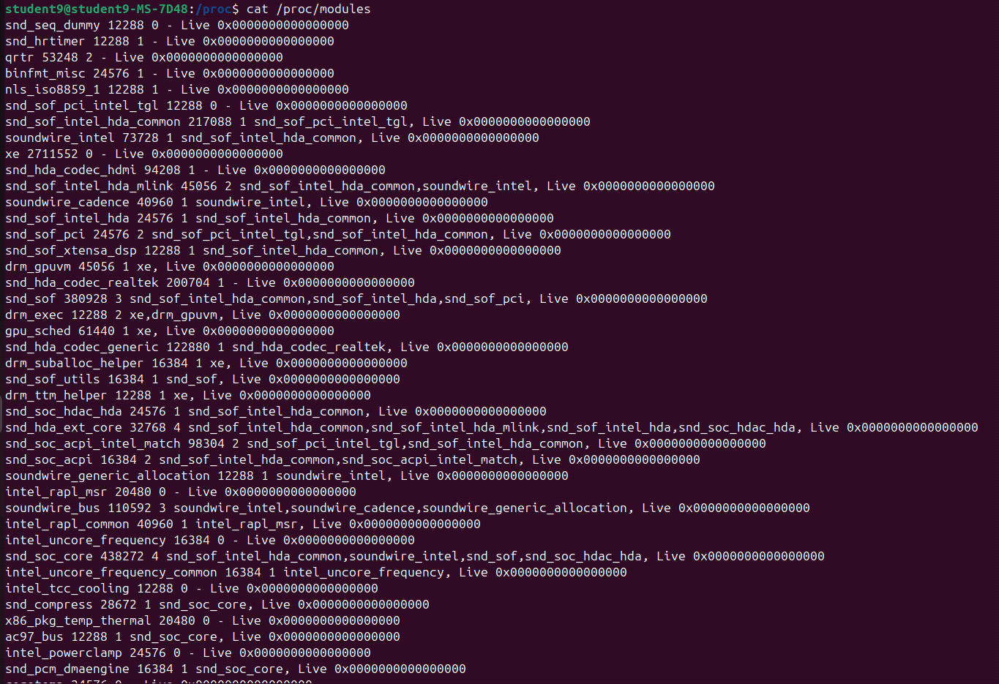 student9@student9-MS-7D48:/proc$ cat /proc/modules
snd_seq_dummy 12288 0 - Live 0x0000000000000000
snd_hrtimer 12288 1 - Live 0x0000000000000000
qrtr 53248 2 - Live 0x0000000000000000
binfmt_misc 24576 1 - Live 0x0000000000000000
nls_iso8859_1 12288 1 - Live 0x0000000000000000
snd_sof_pci_intel_tgl 12288 0 - Live 0x0000000000000000
snd_sof_intel_hda_common 217088 1 snd_sof_pci_intel_tgl, Live 0x0000000000000000
soundwire_intel 73728 1 snd_sof_intel_hda_common, Live 0x0000000000000000
xe 2711552 0 - Live 0x0000000000000000
snd_hda_codec_hdmi 94208 1 - Live 0x0000000000000000
snd_sof_intel_hda_mlink 45056 2 snd_sof_intel_hda_common,soundwire_intel, Live 0x0000000000000000
soundwire_cadence 40960 1 soundwire_intel, Live 0x0000000000000000
snd_sof_intel_hda 24576 1 snd_sof_intel_hda_common, Live 0x0000000000000000
snd_sof_pci 24576 2 snd_sof_pci_intel_tgl,snd_sof_intel_hda_common, Live 0x0000000000000000
snd_sof_xtensa_dsp 12288 1 snd_sof_intel_hda_common, Live 0x0000000000000000
drm_gpuvm 45056 1 xe, Live 0x0000000000000000
snd_hda_codec_realtek 200704 1 - Live 0x0000000000000000
snd_sof 380928 3 snd_sof_intel_hda_common,snd_sof_intel_hda,snd_sof_pci, Live 0x0000000000000000
drm_exec 12288 2 xe,drm_gpuvm, Live 0x0000000000000000
gpu_sched 61440 1 xe, Live 0x0000000000000000
snd_hda_codec_generic 122880 1 snd_hda_codec_realtek, Live 0x0000000000000000
drm_suballoc_helper 16384 1 xe, Live 0x0000000000000000
snd_sof_utils 16384 1 snd_sof, Live 0x0000000000000000
drm_ttm_helper 12288 1 xe, Live 0x0000000000000000
snd_soc_hdac_hda 24576 1 snd_sof_intel_hda_common, Live 0x0000000000000000
snd_hda_ext_core 32768 4 snd_sof_intel_hda_common,snd_sof_intel_hda_mlink,snd_sof_intel_hda,snd_soc_hdac_hda, Live 0x0000000000000000
snd_soc_acpi_intel_match 98304 2 snd_sof_pci_intel_tgl,snd_sof_intel_hda_common, Live 0x0000000000000000
snd_soc_acpi 16384 2 snd_sof_intel_hda_common,snd_soc_acpi_intel_match, Live 0x0000000000000000
soundwire_generic_allocation 12288 1 soundwire_intel, Live 0x0000000000000000
intel_rapl_msr 20480 0 - Live 0x0000000000000000
soundwire_bus 110592 3 soundwire_intel,soundwire_cadence,soundwire_generic_allocation, Live 0x0000000000000000
intel_rapl_common 40960 1 intel_rapl_msr, Live 0x0000000000000000
intel_uncore_frequency 16384 0 - Live 0x0000000000000000
snd_soc_core 438272 4 snd_sof_intel_hda_common,soundwire_intel,snd_sof,snd_soc_hdac_hda, Live 0x0000000000000000
intel_uncore_frequency_common 16384 1 intel_uncore_frequency, Live 0x0000000000000000
intel_tcc_cooling 12288 0 - Live 0x0000000000000000
snd_compress 28672 1 snd_soc_core, Live 0x0000000000000000
x86_pkg_temp_thermal 20480 0 - Live 0x0000000000000000
ac97_bus 12288 1 snd_soc_core, Live 0x0000000000000000
intel_powerclamp 24576 0 - Live 0x0000000000000000
snd_pcm_dmaengine 16384 1 snd_soc_core, Live 0x0000000000000000